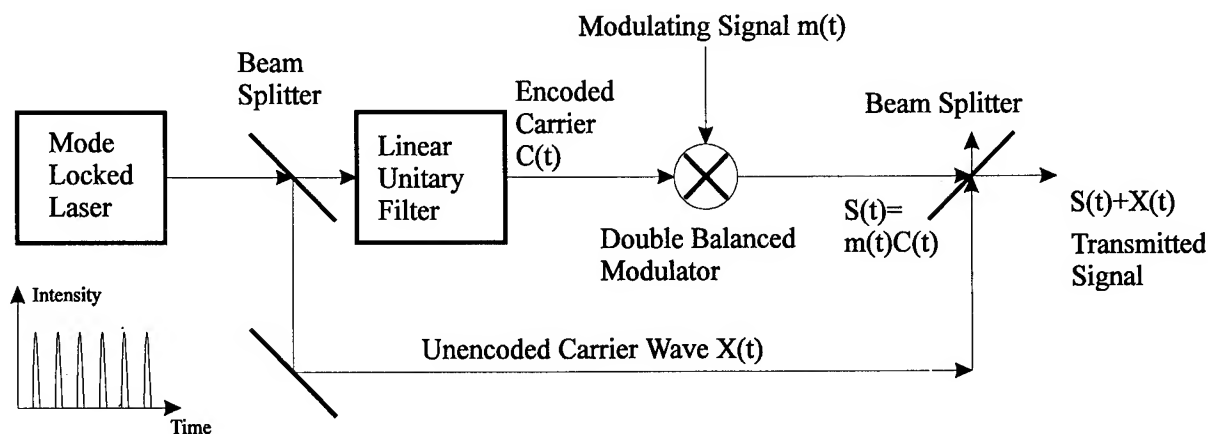 Modulating Signal m(t)
Beam
Splitter
Encoded
Carrier
C(t)
Beam Splitter
Mode
Locked
Laser
Linear
Unitary
Filter
S(t)=
m(t)C(t)
S(t)+X(t)
Transmitted
Signal
Double Balanced
Modulator
Intensity
Unencoded Carrier Wave X(t)
Time